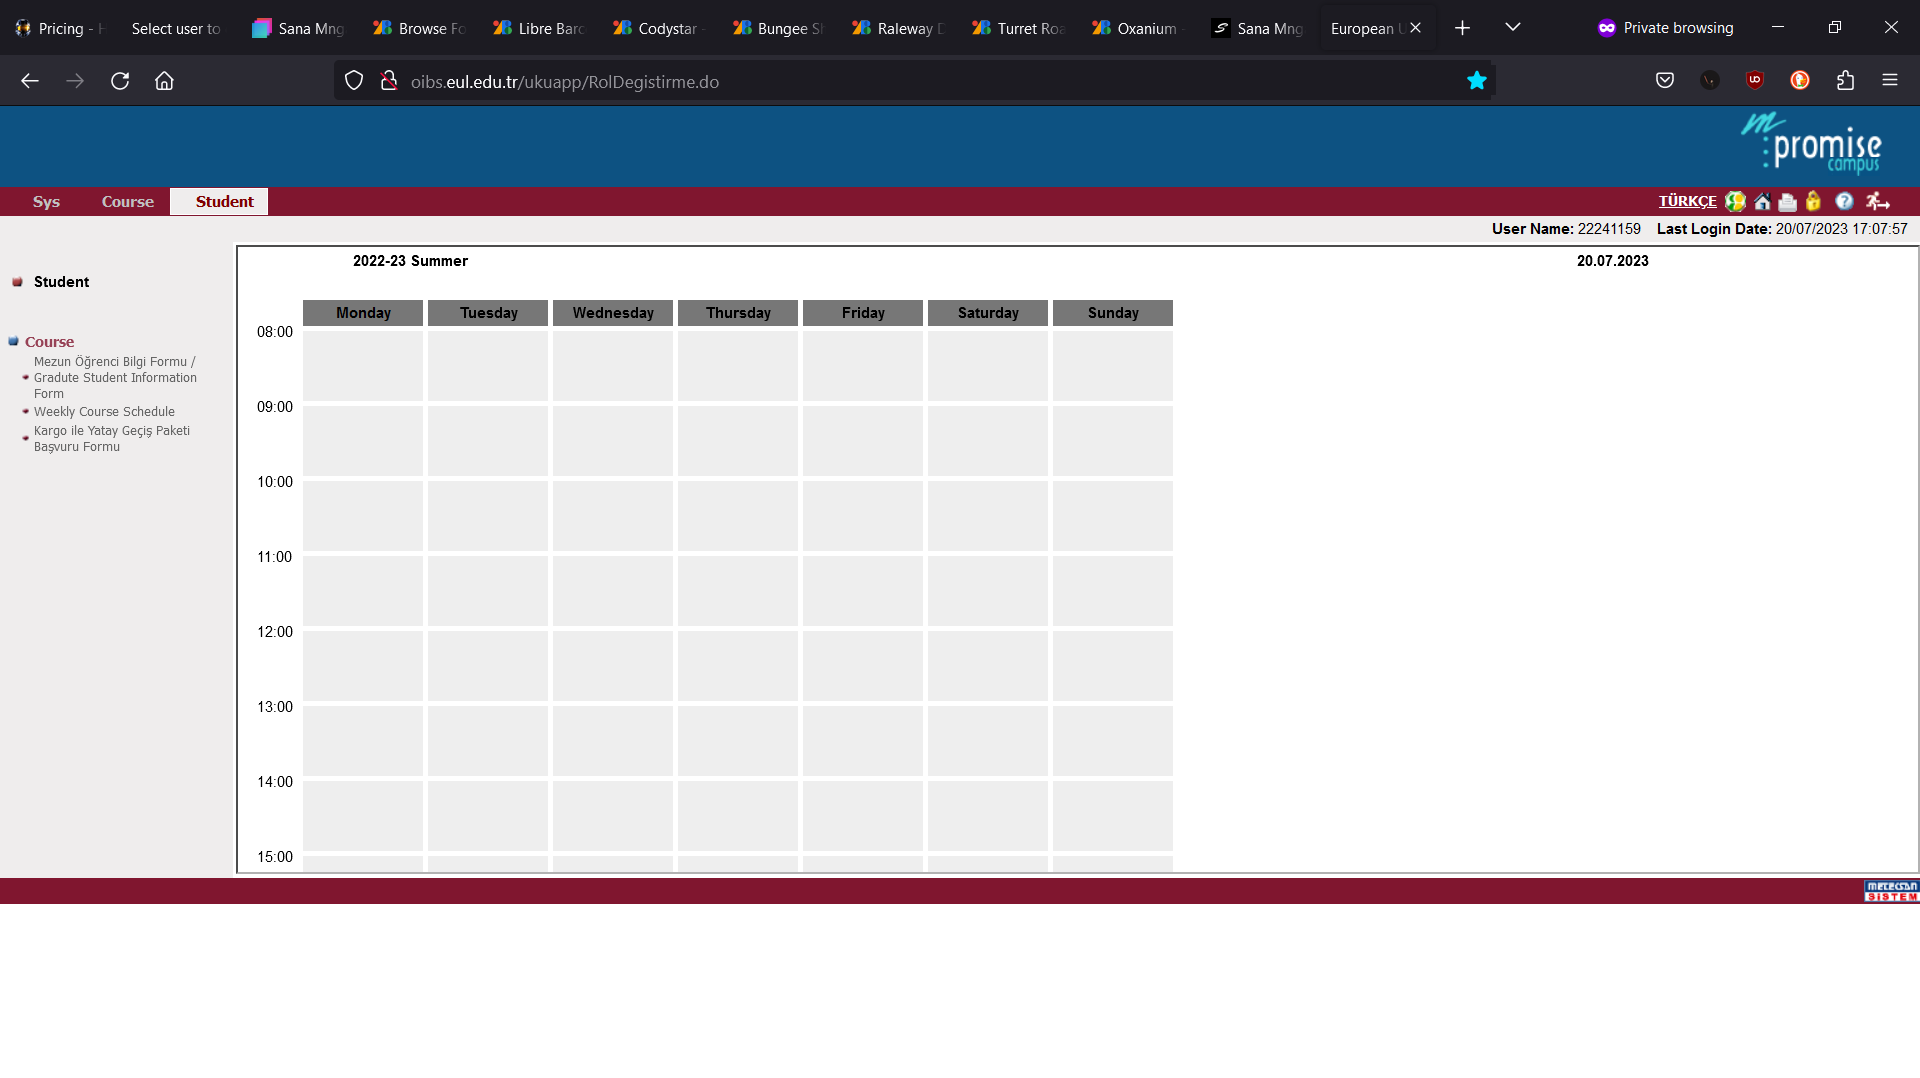 Pricing - H
Select user to
Sana Mng
Browse Fo
Libre Barc
Codystar -
Bungee Sh
Raleway D
Turret Roa
Oxanium -
Sana Mng
European U
Private browsing
oibs.eul.edu.tr/ukuapp/RolDegistirme.do
promise
campus
Sys
Course
Student
TÜRKÇE
User Name: 22241159 Last Login Date: 20/07/2023 17:07:57
Student
Course
Mezun Öğrenci Bilgi Formu /
Gradute Student Information
Form
Weekly Course Schedule
Kargo ile Yatay Geçiş Paketi
Başvuru Formu
2022-23 Summer
20.07.2023
Monday
Tuesday
Wednesday
Thursday
Friday
Saturday
Sunday
08:00
09:00
10:00
11:00
12:00
13:00
14:00
15:00
meteksan
SİSTEM